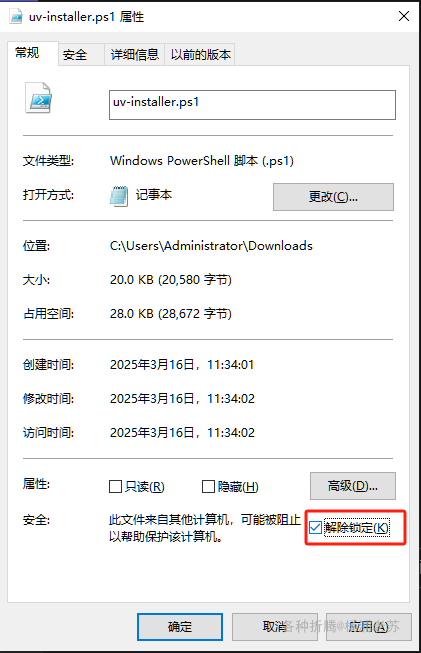 uv-installer.ps1 属性
常规 安全 详细信息 以前的版本
uv-installer.ps1
文件类型: Windows PowerShell 脚本 (.ps1)
打开方式: 记事本 更改(C)...
位置: C:\Users\Administrator\Downloads
大小: 20.0 KB (20,580 字节)
占用空间: 28.0 KB (28,672 字节)
创建时间: 2025年3月16日，11:34:01
修改时间: 2025年3月16日，11:34:02
访问时间: 2025年3月16日，11:34:02
属性: 只读(R) 隐藏(H) 高级(D)...
安全: 此文件来自其他计算机，可能被阻止
以帮助保护该计算机。 解除锁定(K)
确定 取消 应用(A)